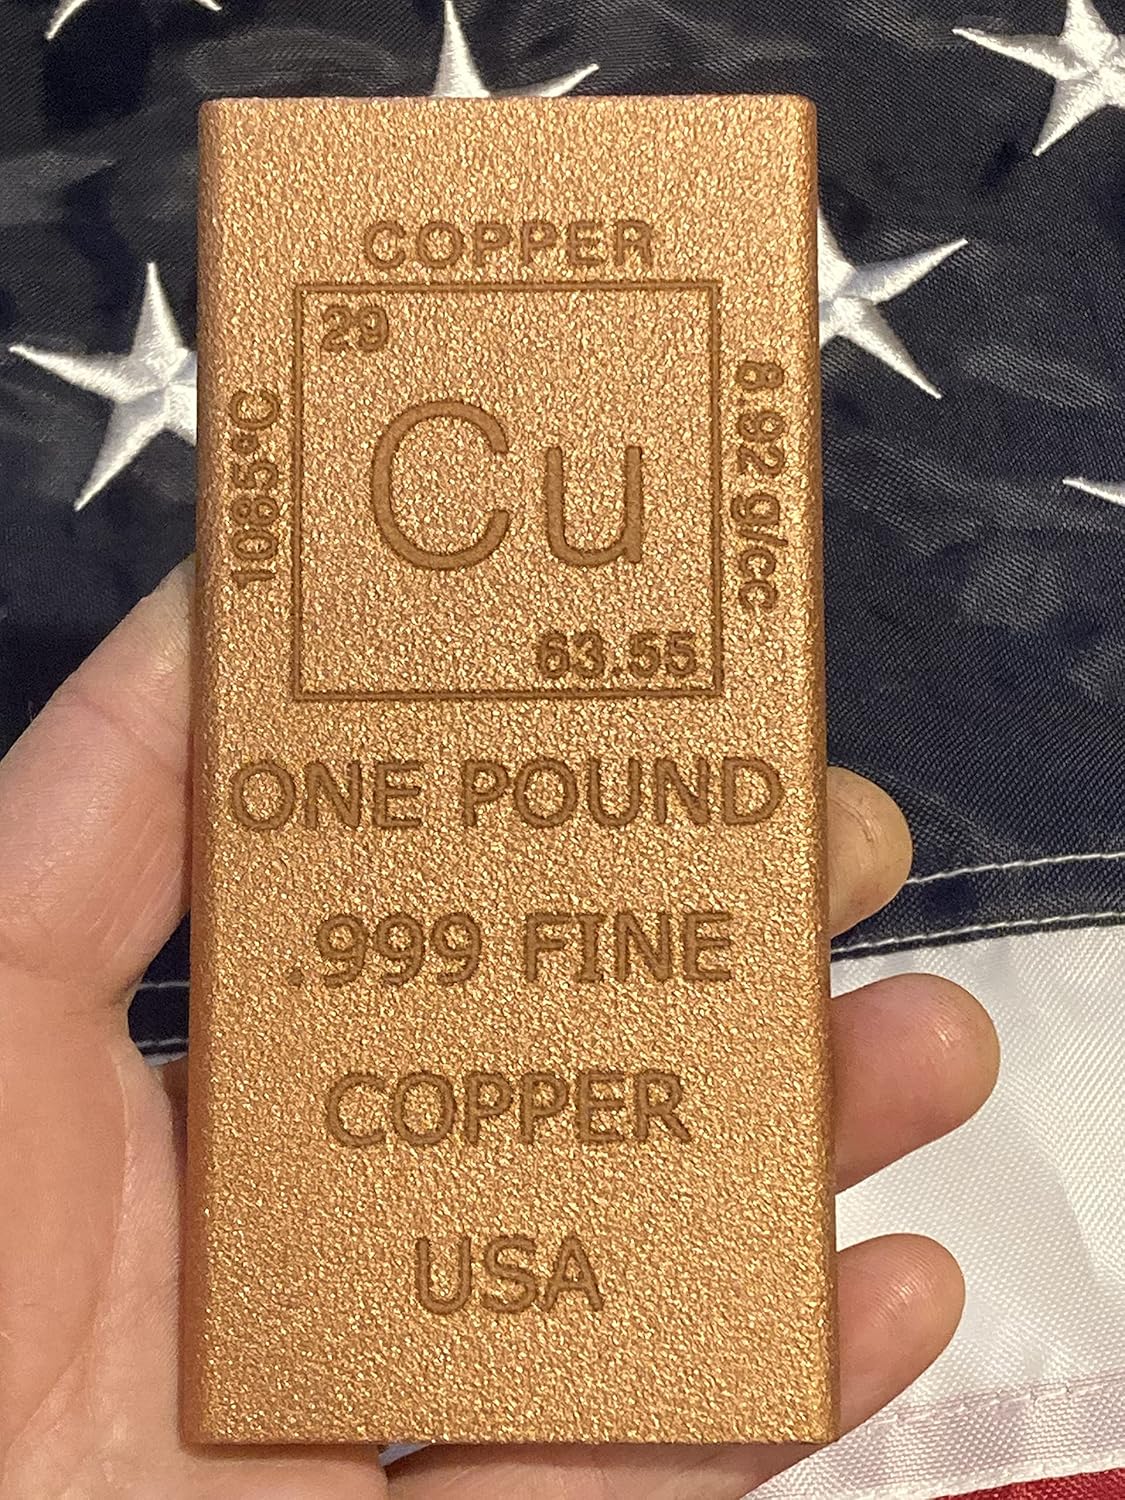 COPPER
29
1085°C
Cu
8.92 g/cc
63.55
ONE POUND
.999 FINE
COPPER
USA